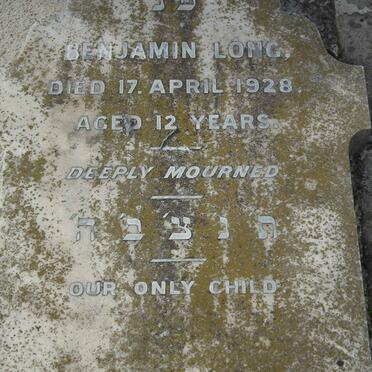 פ נ
BENJAMIN LONG,
DIED 17. APRIL 1928.
AGED 12 YEARS
DEEPLY MOURNED
ת נ צ ב ה
OUR ONLY CHILD